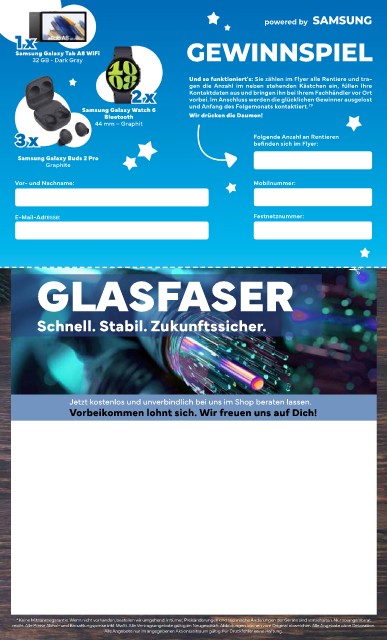 powered by SAMSUNG
GEWINNSPIEL
1x
Samsung Galaxy Tab A8 WiFi
32 GB - Dark Gray
2x
Samsung Galaxy Watch 6
Bluetooth
44 mm – Graphit
3x
Samsung Galaxy Buds 2 Pro
Graphite
Und so funktioniert's: Sie zählen im Flyer alle Rentiere und tra-
gen die Anzahl im neben stehenden Kästchen ein, füllen Ihre
Kontaktdaten aus und bringen ihn bei Ihrem Fachhändler vor Ort
vorbei. Im Anschluss werden die glücklichen Gewinner ausgelost
und Anfang des Folgemonats kontaktiert.
Wir drücken die Daumen!
Folgende Anzahl an Rentieren
befinden sich im Flyer:
Vor- und Nachname:
Mobilnummer:
E-Mail-Adresse:
Festnetznummer:
GLASFASER
Schnell. Stabil. Zukunftssicher.
Jetzt kostenlos und unverbindlich bei uns im Shop beraten lassen.
Vorbeikommen lohnt sich. Wir freuen uns auf Dich!